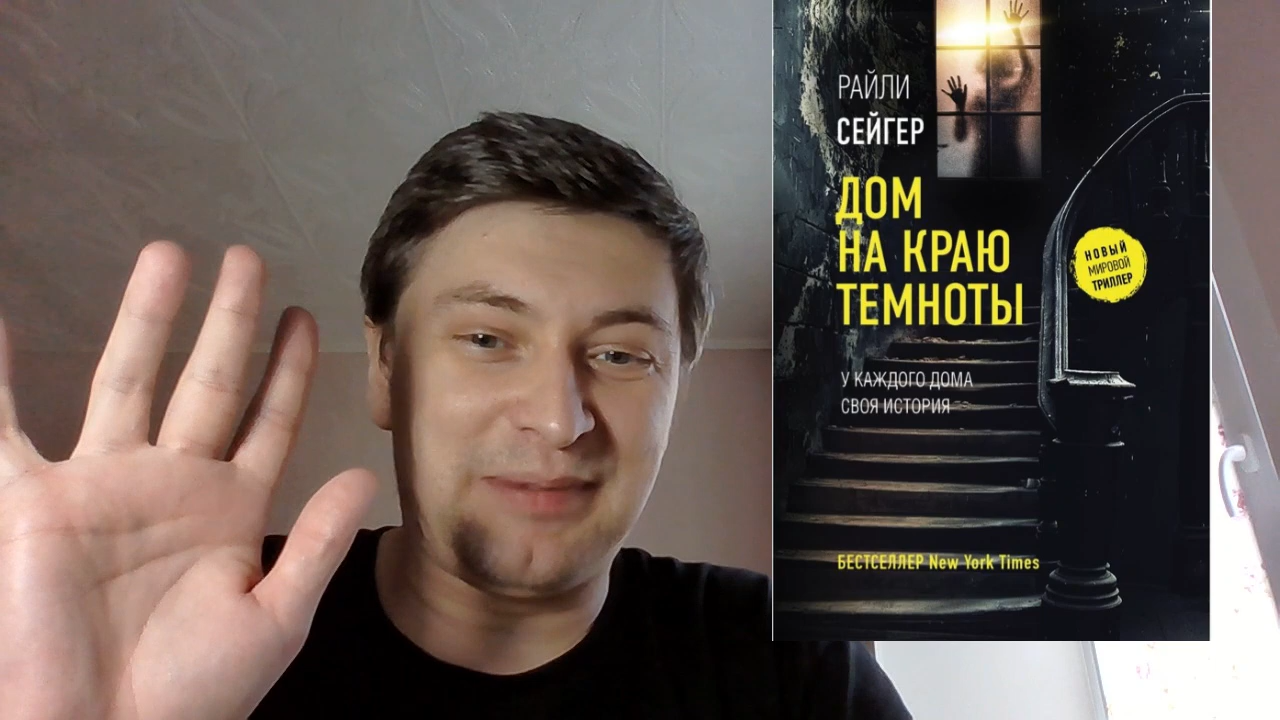 РАЙЛИ
СЕЙГЕР
ДОМ
НА КРАЮ
ТЕМНОТЫ
НОВЫЙ
МИРОВОЙ
ТРИЛЛЕР
У КАЖДОГО ДОМА
СВОЯ ИСТОРИЯ
БЕСТСЕЛЛЕР New York Times